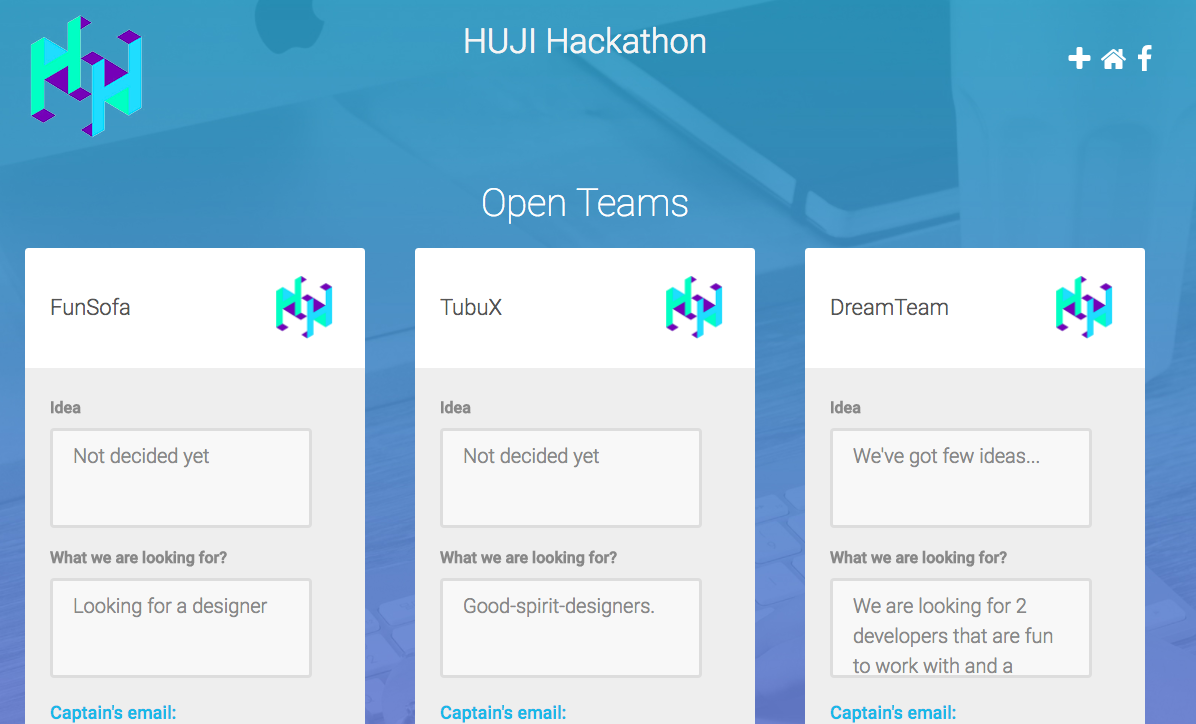 HUJI Hackathon
Open Teams
FunSofa
TubuX
DreamTeam
Idea
Not decided yet
What we are looking for?
Looking for a designer
Captain's email:
Idea
Not decided yet
What we are looking for?
Good-spirit-designers.
Captain's email:
Idea
We've got few ideas...
What we are looking for?
We are looking for 2
developers that are fun
to work with and a
Captain's email: